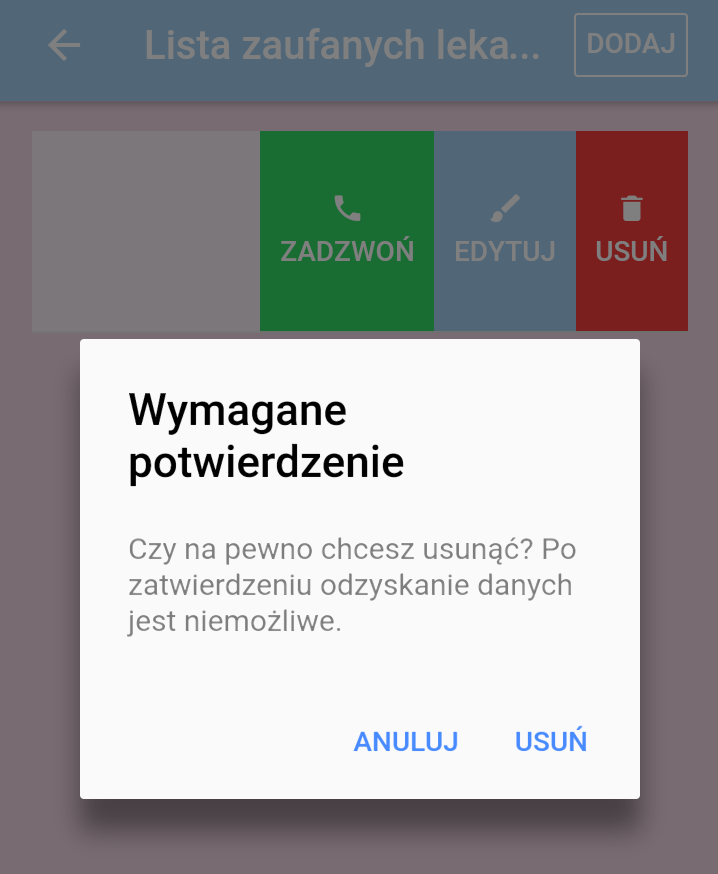 Lista zaufanych leka...
DODAJ
ZADZWOŃ
EDYTUJ
USUŃ
Wymagane
potwierdzenie
Czy na pewno chcesz usunąć? Po
zatwierdzeniu odzyskanie danych
jest niemożliwe.
ANULUJ
USUŃ